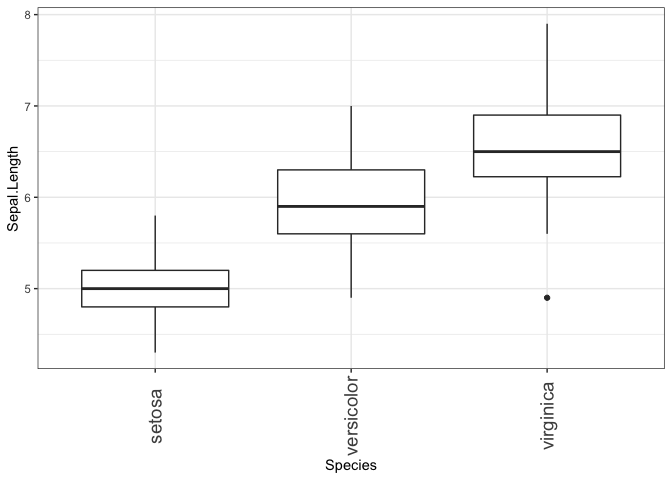 8
7
6
5
Sepal.Length
setosa
versicolor
virginica
Species